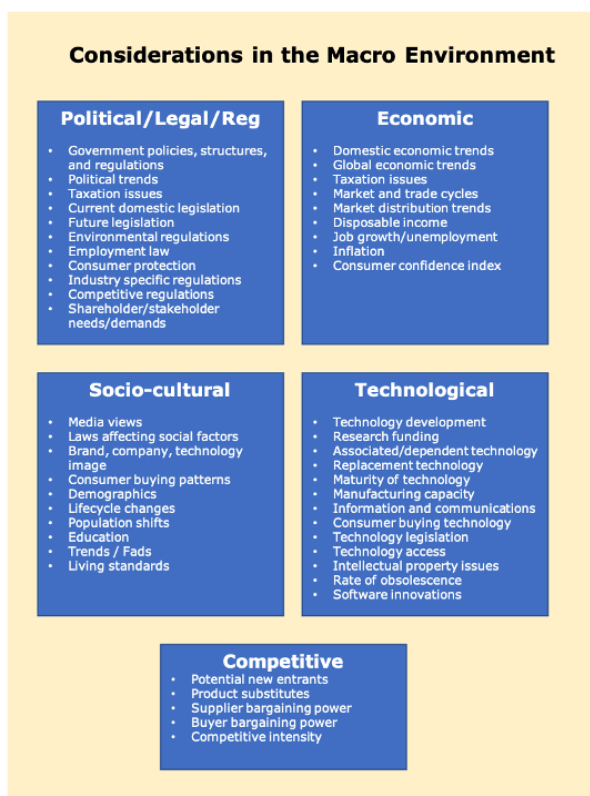 Considerations in the Macro Environment
Political/Legal/Reg
• Government policies, structures,
and regulations
• Political trends
• Taxation issues
• Current domestic legislation
• Future legislation
• Environmental regulations
• Employment law
• Consumer protection
• Industry specific regulations
• Competitive regulations
• Shareholder/stakeholder
needs/demands
Economic
• Domestic economic trends
• Global economic trends
• Taxation issues
• Market and trade cycles
• Market distribution trends
• Disposable income
• Job growth/unemployment
• Inflation
• Consumer confidence index
Socio-cultural
• Media views
• Laws affecting social factors
• Brand, company, technology
image
• Consumer buying patterns
• Demographics
• Lifecycle changes
• Population shifts
• Education
• Trends / Fads
• Living standards
Technological
• Technology development
• Research funding
• Associated/dependent technology
• Replacement technology
• Maturity of technology
• Manufacturing capacity
• Information and communications
• Consumer buying technology
• Technology legislation
• Technology access
• Intellectual property issues
• Rate of obsolescence
• Software innovations
Competitive
• Potential new entrants
• Product substitutes
• Supplier bargaining power
• Buyer bargaining power
• Competitive intensity